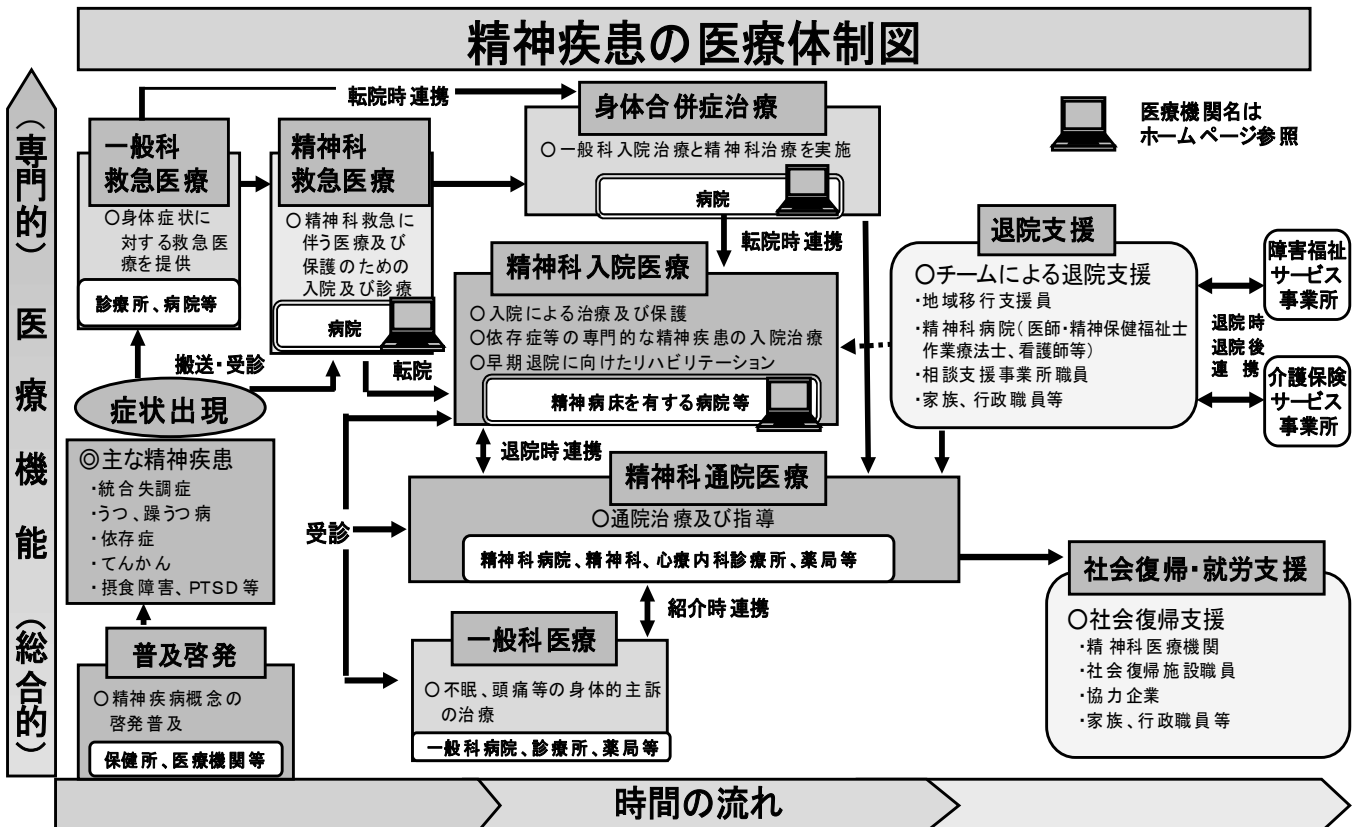 精神疾患の医療体制図
（専門的）医療機能（総合的）
医療機関名は
ホームページ参照
転院時連携
一般科
救急医療
○身体症状に
対する救急医
療を提供
診療所、病院等
精神科
救急医療
○精神科救急に
伴う医療及び
保護のための
入院及び診療
病院
身体合併症治療
○一般科入院治療と精神科治療を実施
病院
転院時連携
精神科入院医療
○入院による治療及び保護
○依存症等の専門的な精神疾患の入院治療
○早期退院に向けたリハビリテーション
精神病床を有する病院等
退院支援
○チームによる退院支援
・地域移行支援員
・精神科病院（医師・精神保健福祉士
作業療法士、看護師等）
・相談支援事業所職員
・家族、行政職員等
障害福祉
サービス
事業所
退院時
退院後
連携
介護保険
サービス
事業所
搬送・受診
転院
症状出現
◎主な精神疾患
・統合失調症
・うつ、躁うつ病
・依存症
・てんかん
・摂食障害、PTSD等
退院時連携
受診
精神科通院医療
○通院治療及び指導
精神科病院、精神科、心療内科診療所、薬局等
紹介時連携
一般科医療
○不眠、頭痛等の身体的主訴
の治療
一般科病院、診療所、薬局等
社会復帰・就労支援
○社会復帰支援
・精神科医療機関
・社会復帰施設職員
・協力企業
・家族、行政職員等
普及啓発
○精神疾病概念の
啓発普及
保健所、医療機関等
時間の流れ